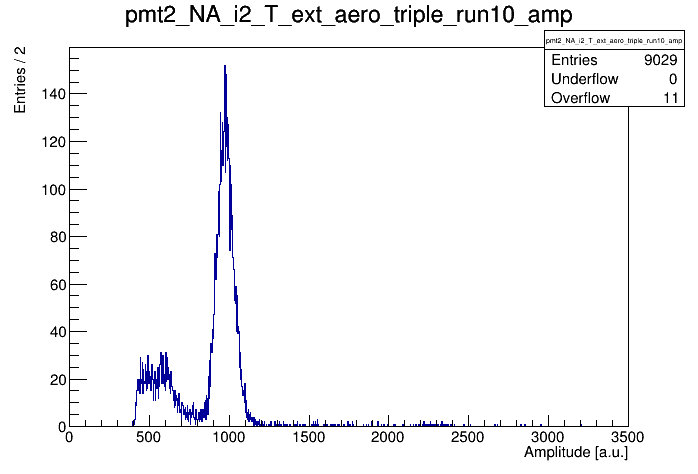 pmt2_NA_i2_T_ext_aero_triple_run10_amp
pmt2_NA_i2_T_ext_aero_triple_run10_amp
Entries 9029
Underflow 0
Overflow 11
Entries / 2
140
120
100
80
60
40
20
0
0 500 1000 1500 2000 2500 3000 3500
Amplitude [a.u.]